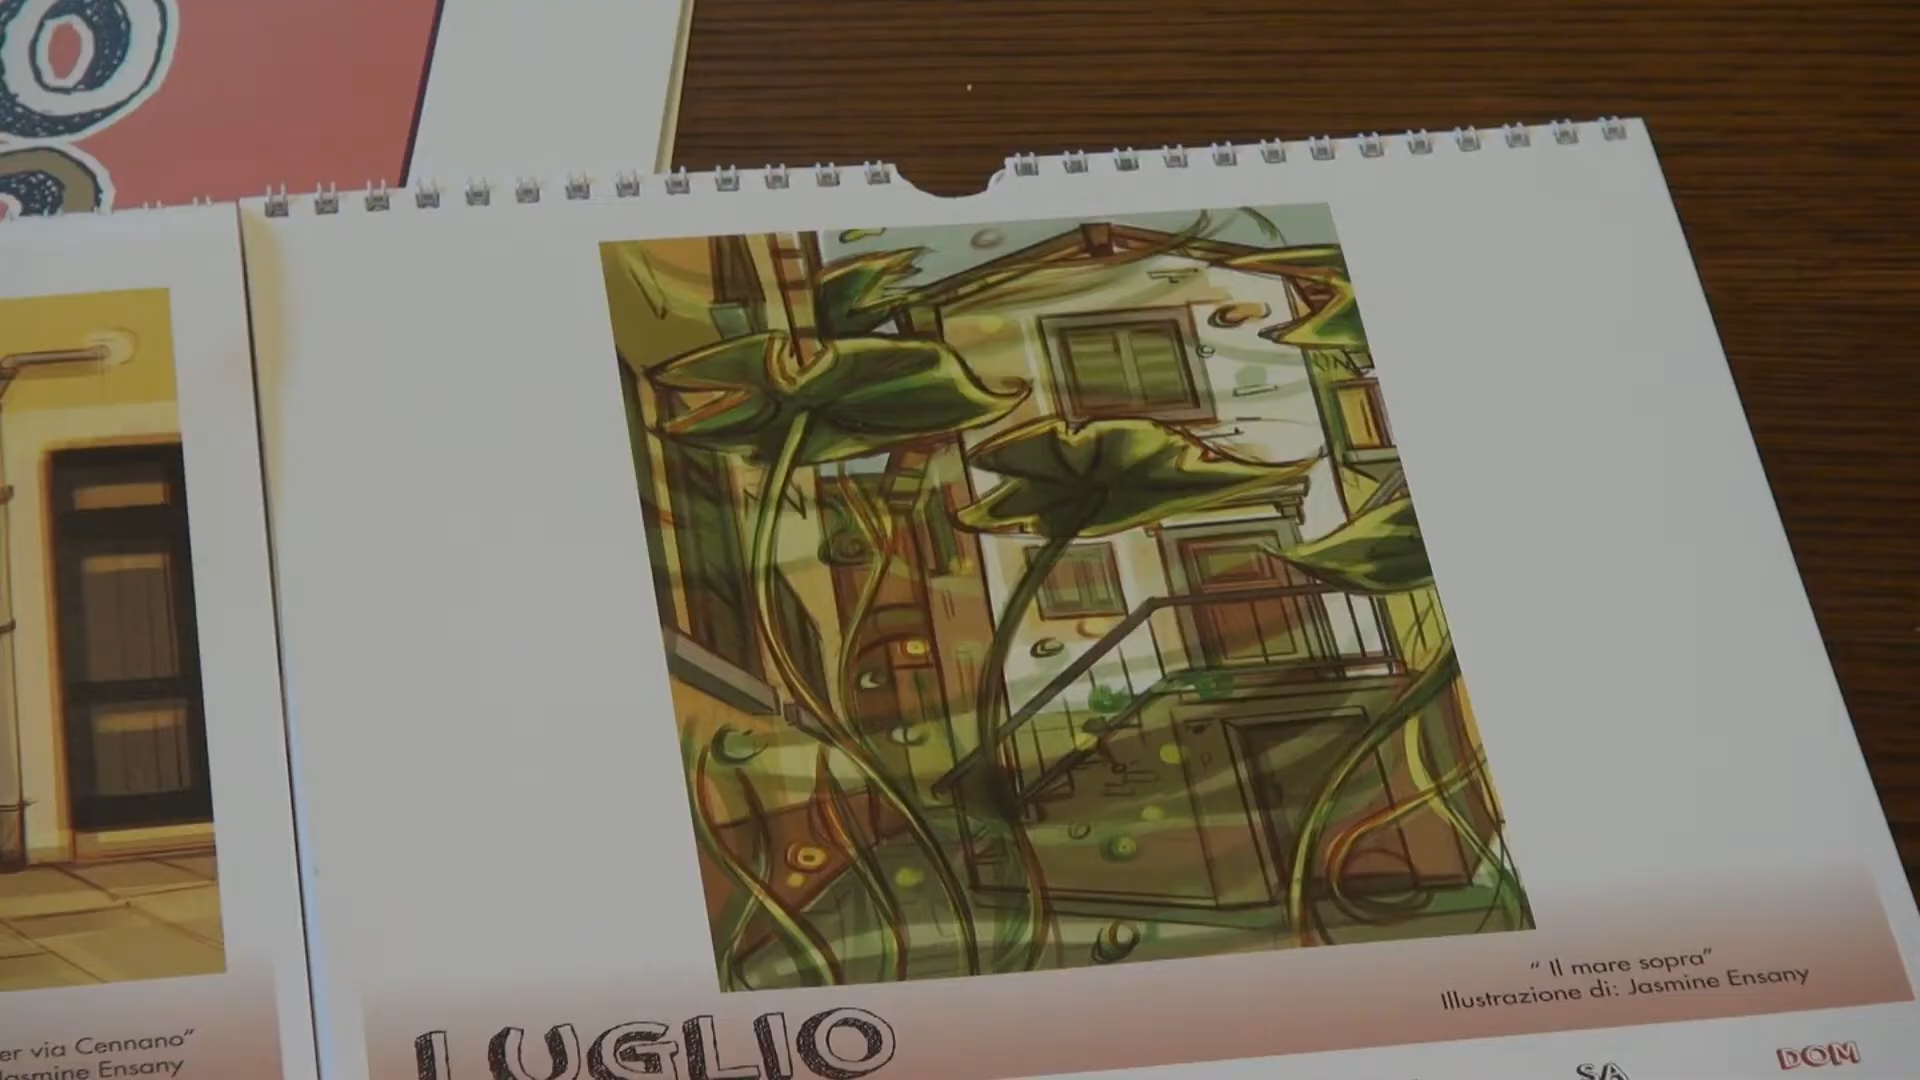 er via Cennano”
Jasmine Ensany
“ Il mare sopra”
Illustrazione di: Jasmine Ensany
LUGLIO
SA
DOM